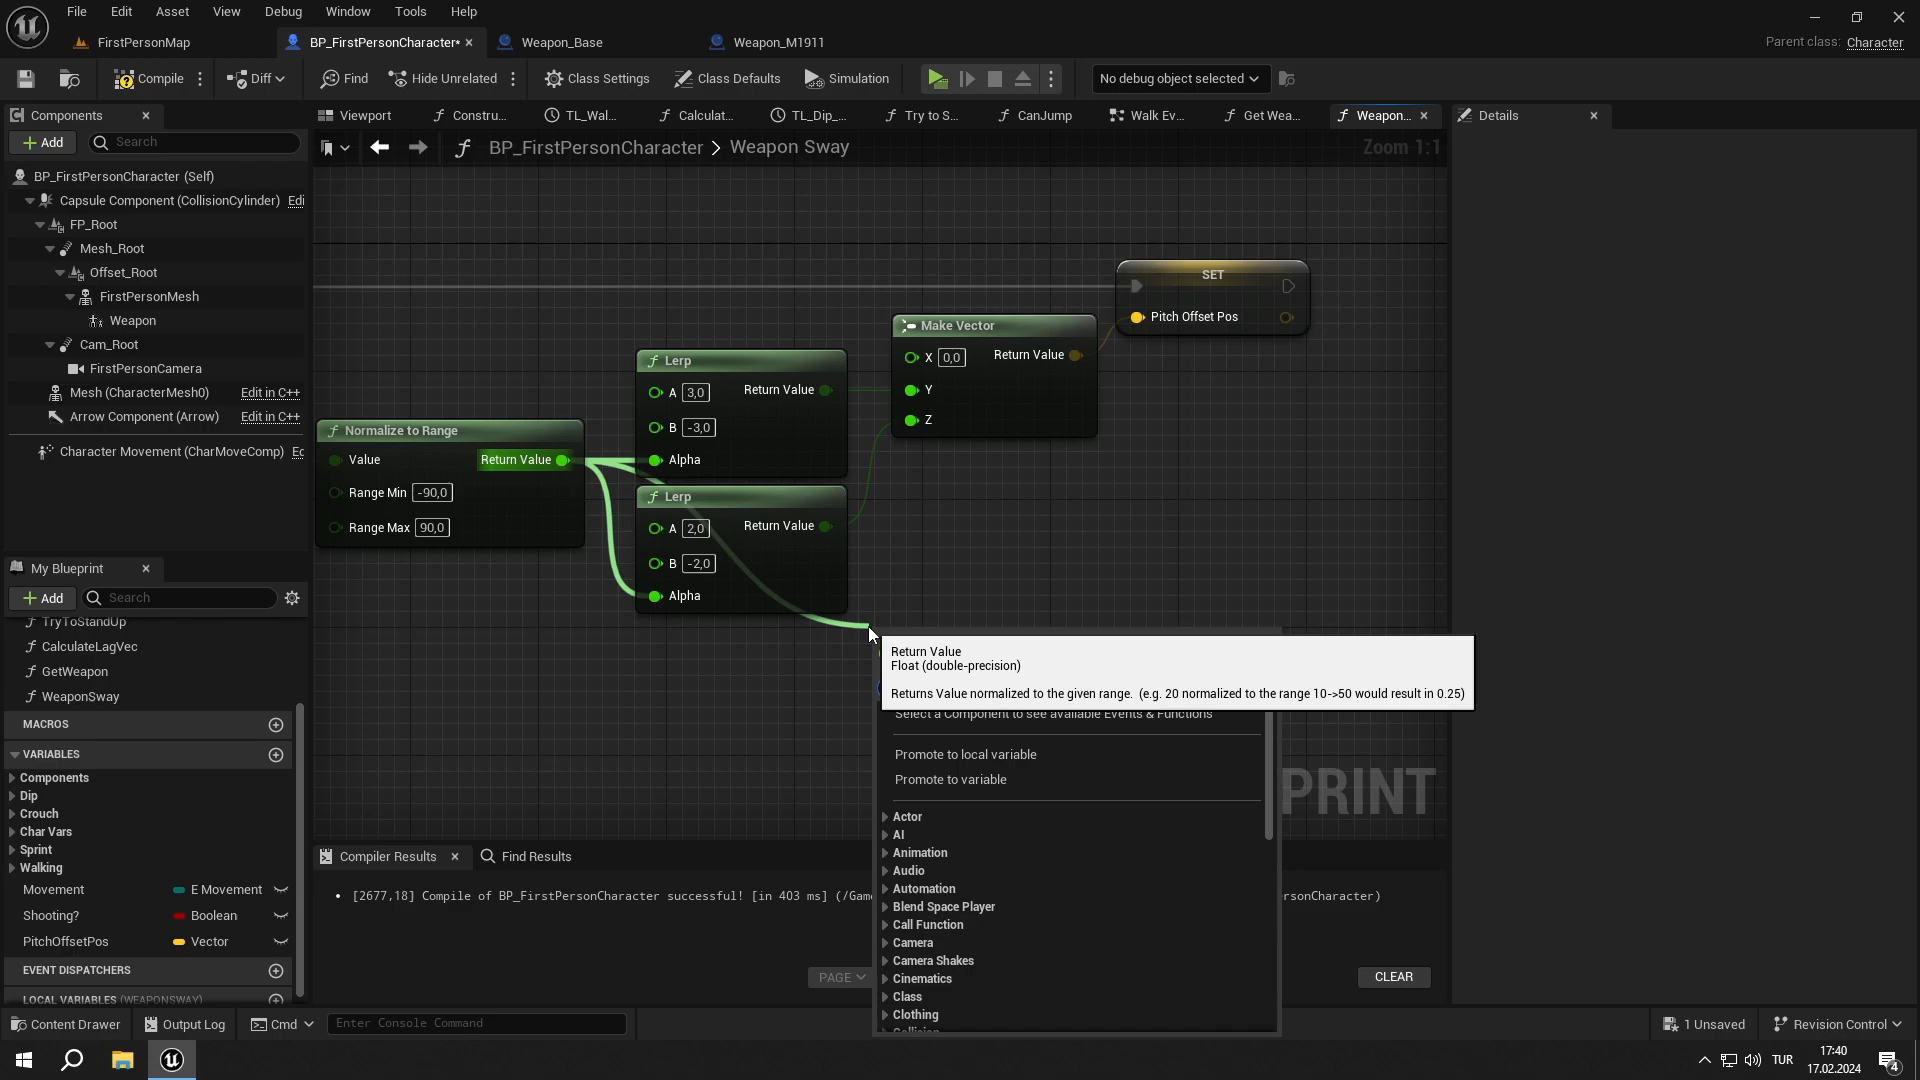 File Edit Asset View Debug Window Tools Help
FirstPersonMap BP_FirstPersonCharacter* Weapon_Base Weapon_M1911
Parent class: Character
Compile Diff Find Hide Unrelated Class Settings Class Defaults Simulation No debug object selected
Components
Add Search
BP_FirstPersonCharacter (Self)
Capsule Component (CollisionCylinder) Edi
FP_Root
Mesh_Root
Offset_Root
FirstPersonMesh
Weapon
Cam_Root
FirstPersonCamera
Mesh (CharacterMesh0) Edit in C++
Arrow Component (Arrow) Edit in C++
Character Movement (CharMoveComp) Ec
My Blueprint
Add Search
TryToStandUp
CalculateLagVec
GetWeapon
WeaponSway
MACROS
VARIABLES
Components
Dip
Crouch
Char Vars
Sprint
Walking
Movement E Movement
Shooting? Boolean
PitchOffsetPos Vector
EVENT DISPATCHERS
LOCAL VARIABLES (WEAPONSWAY)
Viewport Constru... TL_Wal... Calculat... TL_Dip_... Try to S... CanJump Walk Ev... Get Wea... Weapon...
BP_FirstPersonCharacter > Weapon Sway
Zoom 1:1
SET
Pitch Offset Pos
Make Vector
X 0,0 Return Value
Y
Z
Lerp
A 3,0 Return Value
B -3,0
Alpha
Normalize to Range
Value Return Value
Range Min -90,0
Range Max 90,0
Lerp
A 2,0 Return Value
B -2,0
Alpha
Return Value
Float (double-precision)
Returns Value normalized to the given range. (e.g. 20 normalized to the range 10->50 would result in 0.25)
Select a Component to see available Events & Functions
Promote to local variable
Promote to variable
Actor
AI
Animation
Audio
Automation
Blend Space Player
Call Function
Camera
Camera Shakes
Cinematics
Class
Clothing
Collision
PRINT
Compiler Results Find Results
[2677,18] Compile of BP_FirstPersonCharacter successful! [in 403 ms] (/Gam rsonCharacter)
PAGE
CLEAR
Details
Content Drawer Output Log Cmd Enter Console Command
1 Unsaved Revision Control
TUR
17:40
17.02.2024
4